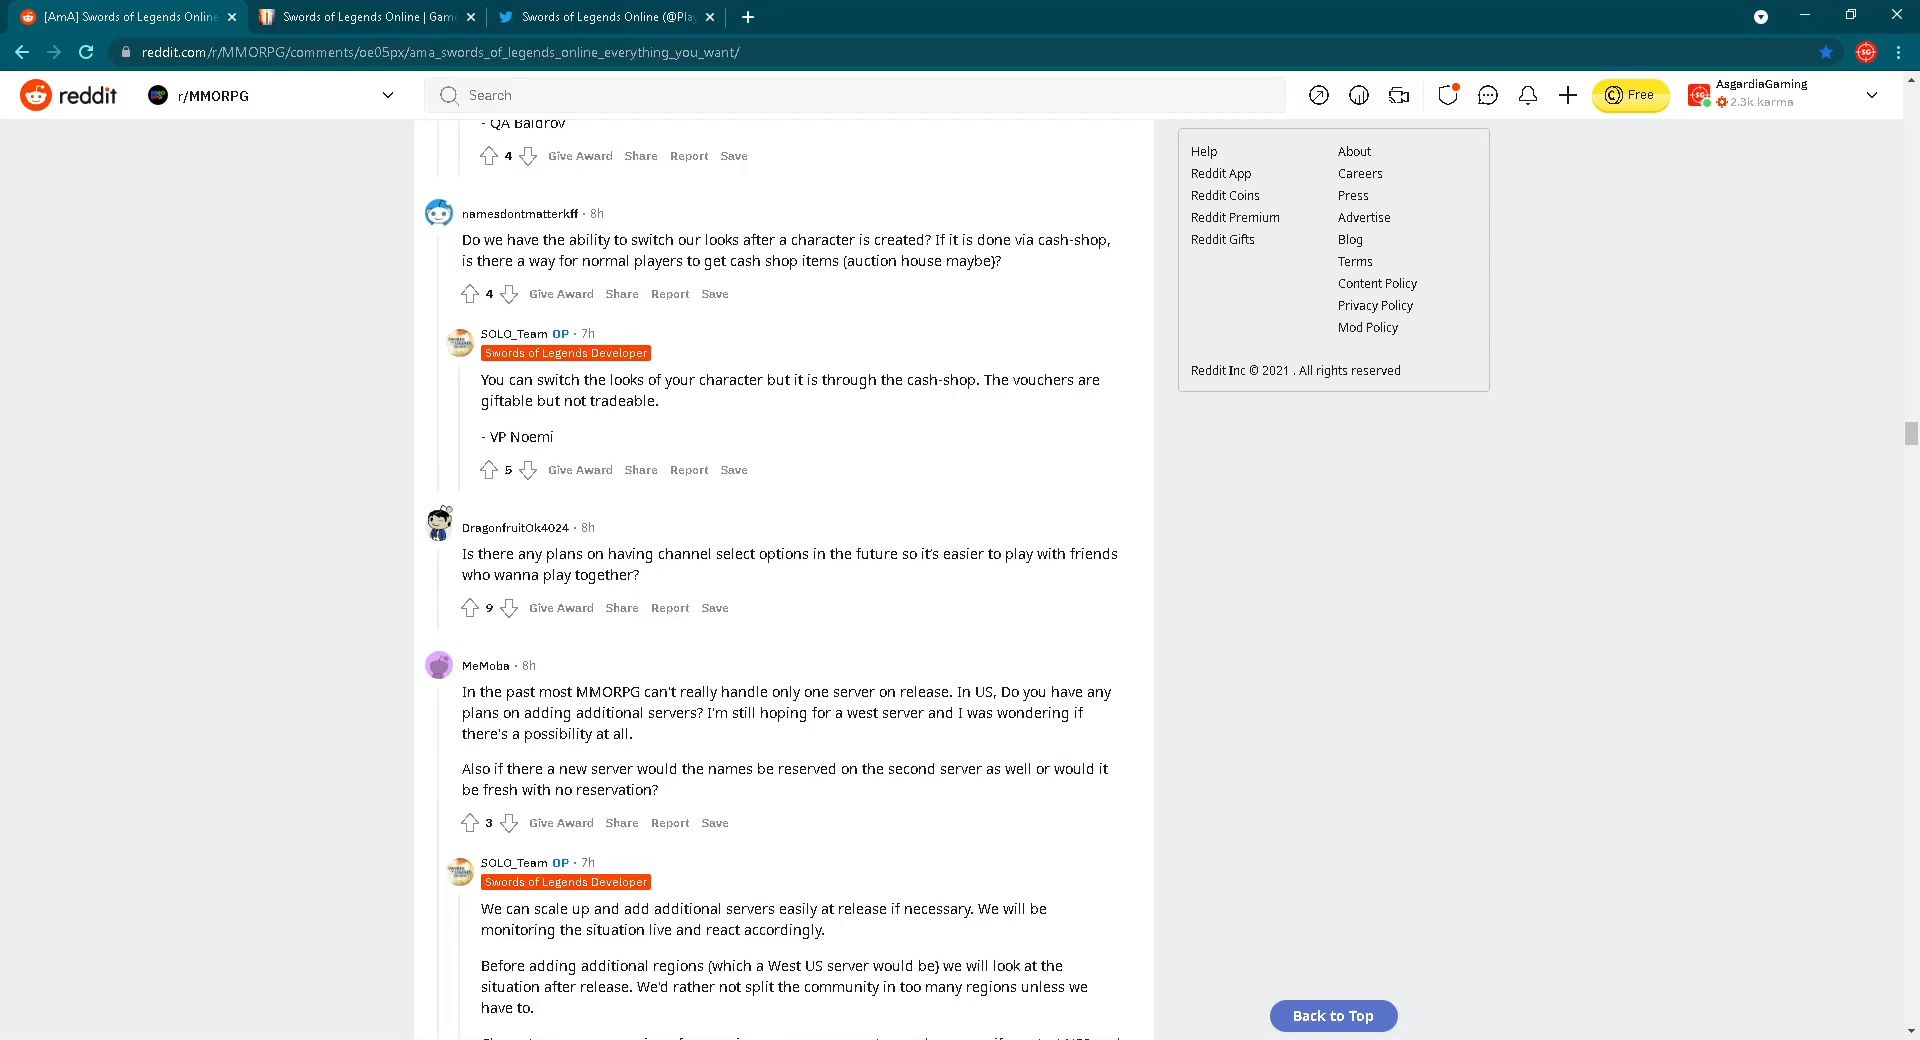 [AmA] Swords of Legends Online
Swords of Legends Online | Gam
Swords of Legends Online (@Pla
reddit.com/r/MMORPG/comments/oe05px/ama_swords_of_legends_online_everything_you_want/
reddit
r/MMORPG
Search
Free
AsgardiaGaming
2.3k karma
- QA Baldrov
4 Give Award Share Report Save
namesdontmatterkff · 8h
Do we have the ability to switch our looks after a character is created? If it is done via cash-shop,
is there a way for normal players to get cash shop items (auction house maybe)?
4 Give Award Share Report Save
SOLO_Team OP · 7h
Swords of Legends Developer
You can switch the looks of your character but it is through the cash-shop. The vouchers are
giftable but not tradeable.
- VP Noemi
5 Give Award Share Report Save
DragonfruitOk4024 · 8h
Is there any plans on having channel select options in the future so it's easier to play with friends
who wanna play together?
9 Give Award Share Report Save
MeMoba · 8h
In the past most MMORPG can't really handle only one server on release. In US, Do you have any
plans on adding additional servers? I'm still hoping for a west server and I was wondering if
there's a possibility at all.
Also if there a new server would the names be reserved on the second server as well or would it
be fresh with no reservation?
3 Give Award Share Report Save
SOLO_Team OP · 7h
Swords of Legends Developer
We can scale up and add additional servers easily at release if necessary. We will be
monitoring the situation live and react accordingly.
Before adding additional regions (which a West US server would be) we will look at the
situation after release. We'd rather not split the community in too many regions unless we
have to.
Help
Reddit App
Reddit Coins
Reddit Premium
Reddit Gifts
About
Careers
Press
Advertise
Blog
Terms
Content Policy
Privacy Policy
Mod Policy
Reddit Inc © 2021 . All rights reserved
Back to Top